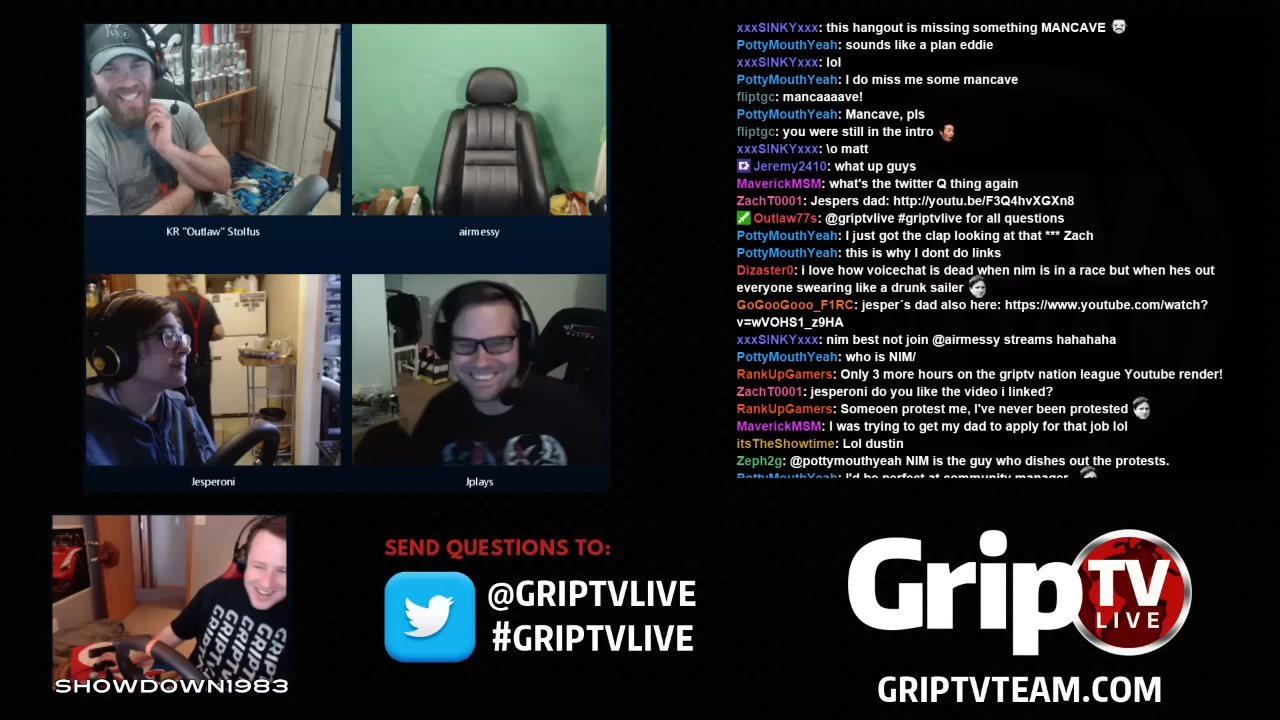 KR "Outlaw" Stolfus
airmessy
Jesperoni
Jplays
SHOWDOWN1983
GRIPTV
GRIPTV
GRIPTV
SEND QUESTIONS TO:
@GRIPTVLIVE
#GRIPTVLIVE
xxxSINKYxxx: this hangout is missing something MANCAVE
PottyMouthYeah: sounds like a plan eddie
xxxSINKYxxx: lol
PottyMouthYeah: I do miss me some mancave
fliptgc: mancaaaave!
PottyMouthYeah: Mancave, pls
fliptgc: you were still in the intro
xxxSINKYxxx: \o matt
Jeremy2410: what up guys
MaverickMSM: what's the twitter Q thing again
ZachT0001: Jespers dad: http://youtu.be/F3Q4hvXGXn8
Outlaw77s: @griptvlive #griptvlive for all questions
PottyMouthYeah: I just got the clap looking at that *** Zach
PottyMouthYeah: this is why I dont do links
Dizaster0: i love how voicechat is dead when nim is in a race but when hes out
everyone swearing like a drunk sailer
GoGooGooo_F1RC: jesper´s dad also here: https://www.youtube.com/watch?
v=wVOHS1_z9HA
xxxSINKYxxx: nim best not join @airmessy streams hahahaha
PottyMouthYeah: who is NIM/
RankUpGamers: Only 3 more hours on the griptv nation league Youtube render!
ZachT0001: jesperoni do you like the video i linked?
RankUpGamers: Someoen protest me, I've never been protested
MaverickMSM: I was trying to get my dad to apply for that job lol
itsTheShowtime: Lol dustin
Zeph2g: @pottymouthyeah NIM is the guy who dishes out the protests.
PottyMouthYeah: I'd be perfect at community manager
Grip TV
LIVE
GRIPTVTEAM.COM